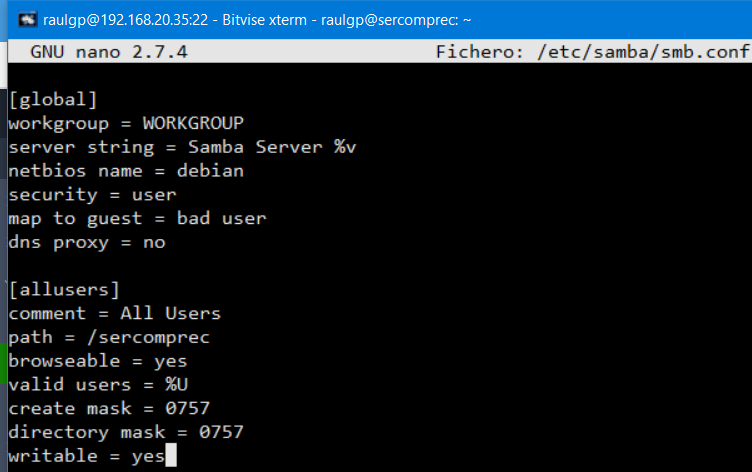 raulgp@192.168.20.35:22 - Bitvise xterm - raulgp@sercomprec: ~
GNU nano 2.7.4 Fichero: /etc/samba/smb.conf
[global]
workgroup = WORKGROUP
server string = Samba Server %v
netbios name = debian
security = user
map to guest = bad user
dns proxy = no
[allusers]
comment = All Users
path = /sercomprec
browseable = yes
valid users = %U
create mask = 0757
directory mask = 0757
writable = yes